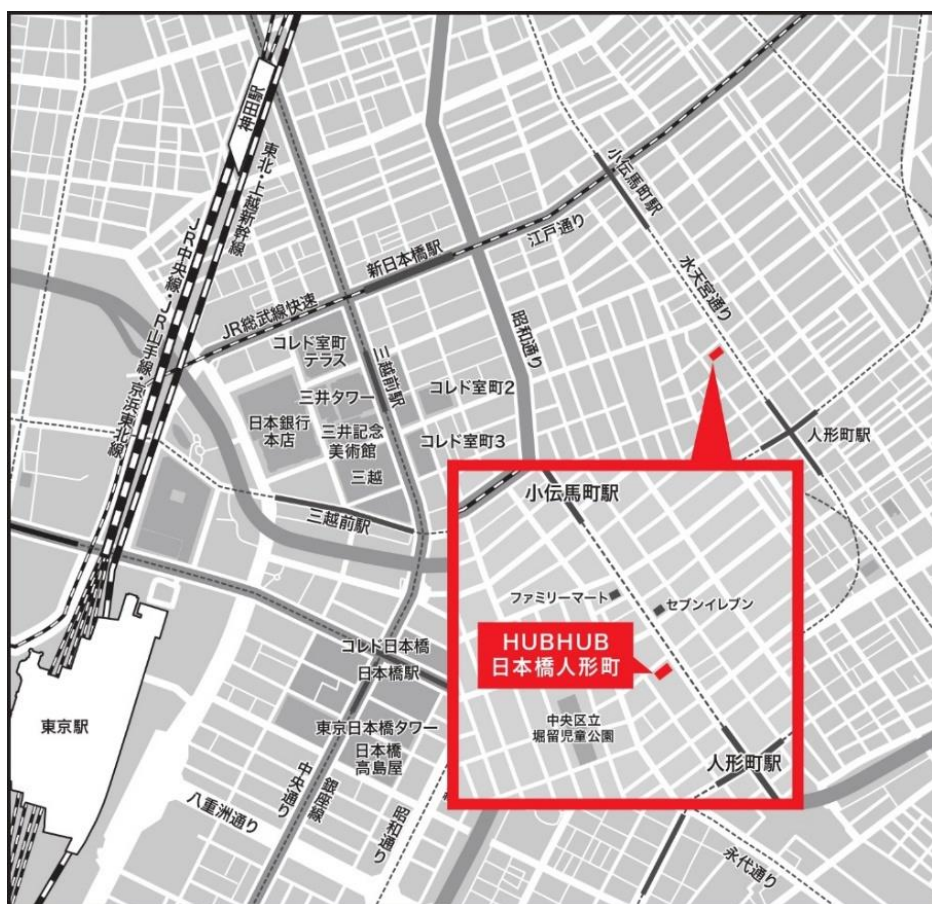 神田駅
東北・上越新幹線
JR中央線・JR山手線・京浜東北線
小伝馬町駅
江戸通り
新日本橋駅
水天宮通り
JR総武線快速
昭和通り
コレド室町
テラス
三越前駅
三井タワー
コレド室町2
日本銀行
本店
三井記念
美術館
コレド室町3
人形町駅
三越
三越前駅
小伝馬町駅
ファミリーマート
セブンイレブン
HUBHUB
日本橋人形町
コレド日本橋
日本橋駅
東京駅
東京日本橋タワー
日本橋
高島屋
中央区立
堀留児童公園
人形町駅
八重洲通り
中央通り
銀座線
昭和通り
永代通り